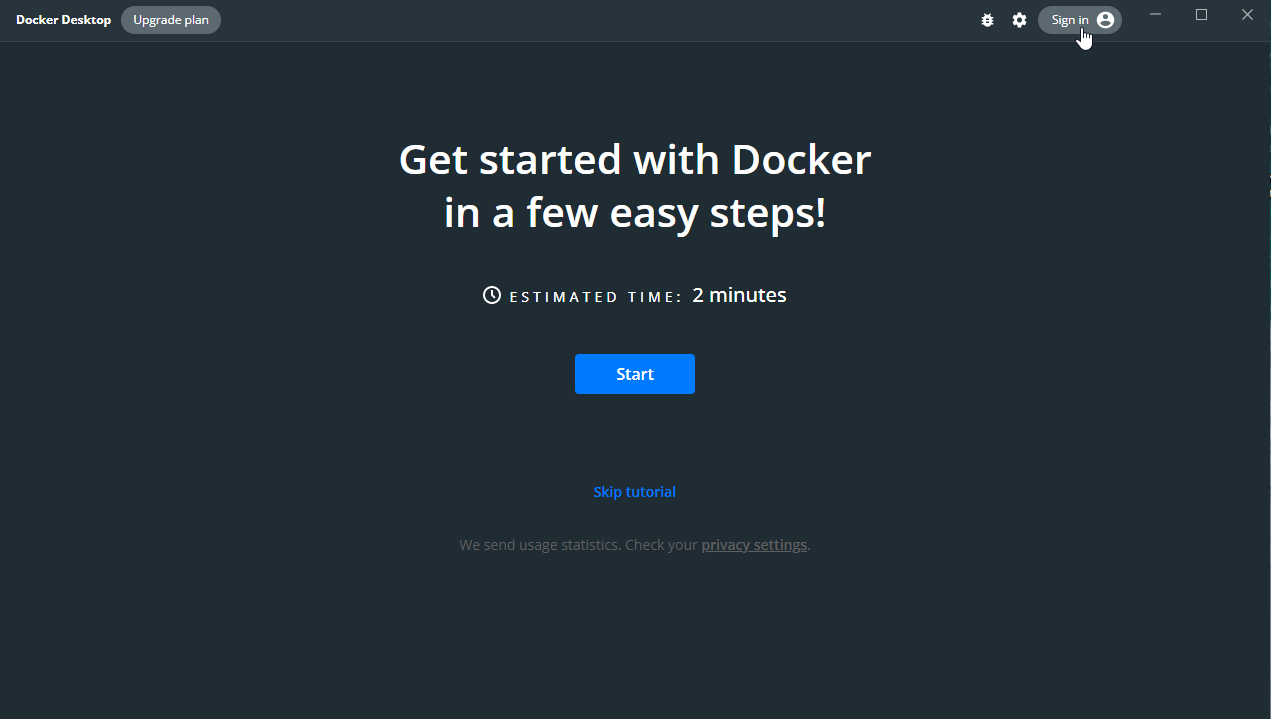 Docker Desktop Upgrade plan Sign in
Get started with Docker
in a few easy steps!
ESTIMATED TIME: 2 minutes
Start
Skip tutorial
We send usage statistics. Check your privacy settings.